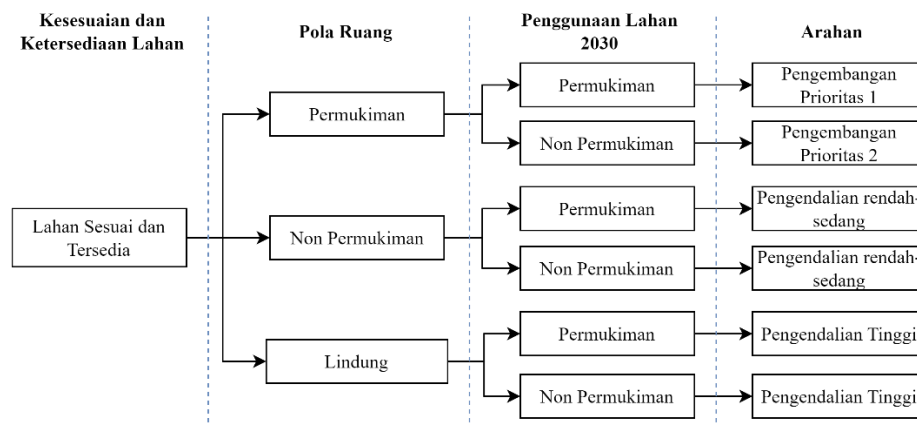 Kesesuaian dan
Ketersediaan Lahan
Pola Ruang
Penggunaan Lahan
2030
Arahan
Lahan Sesuai dan
Tersedia
Permukiman
Permukiman
Pengembangan
Prioritas 1
Non Permukiman
Pengembangan
Prioritas 2
Non Permukiman
Permukiman
Pengendalian rendah-
sedang
Non Permukiman
Pengendalian rendah-
sedang
Lindung
Permukiman
Pengendalian Tinggi
Non Permukiman
Pengendalian Tinggi